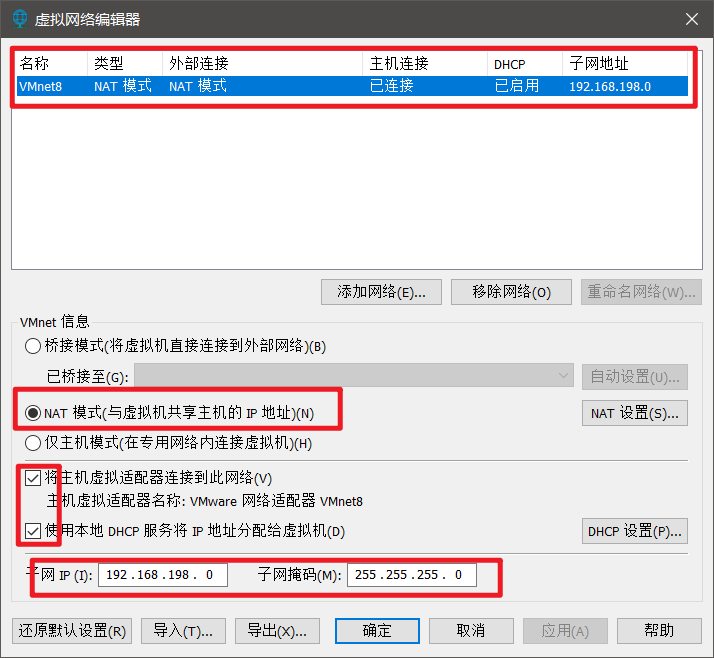 虚拟网络编辑器
名称 类型 外部连接 主机连接 DHCP 子网地址
VMnet8 NAT 模式 NAT 模式 已连接 已启用 192.168.198.0
添加网络(E)... 移除网络(O) 重命名网络(W)...
VMnet 信息
桥接模式(将虚拟机直接连接到外部网络)(B)
已桥接至(G): 自动设置(U)...
NAT 模式(与虚拟机共享主机的 IP 地址)(N) NAT 设置(S)...
仅主机模式(在专用网络内连接虚拟机)(H)
将主机虚拟适配器连接到此网络(V)
主机虚拟适配器名称: VMware 网络适配器 VMnet8
使用本地 DHCP 服务将 IP 地址分配给虚拟机(D) DHCP 设置(P)...
子网 IP (I): 192.168.198. 0 子网掩码(M): 255.255.255. 0
还原默认设置(R) 导入(T)... 导出(X)... 确定 取消 应用(A) 帮助